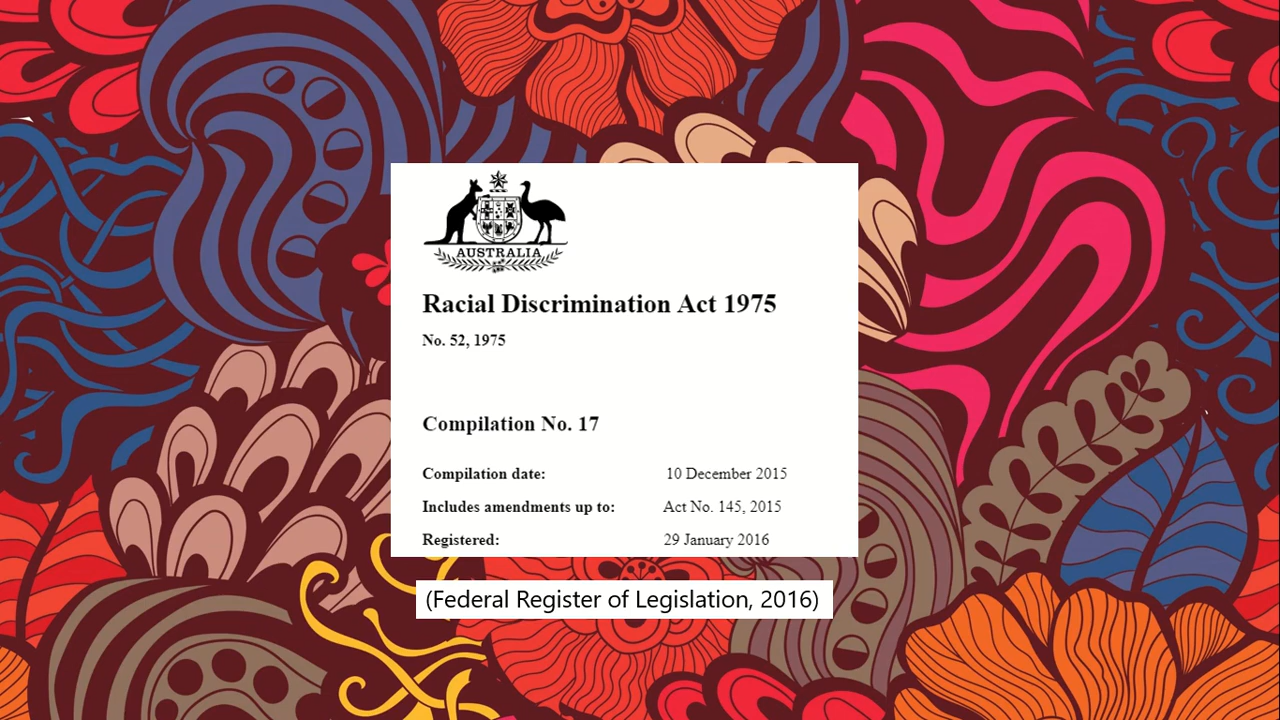 AUSTRALIA
Racial Discrimination Act 1975
No. 52, 1975
Compilation No. 17
Compilation date: 10 December 2015
Includes amendments up to: Act No. 145, 2015
Registered: 29 January 2016
(Federal Register of Legislation, 2016)